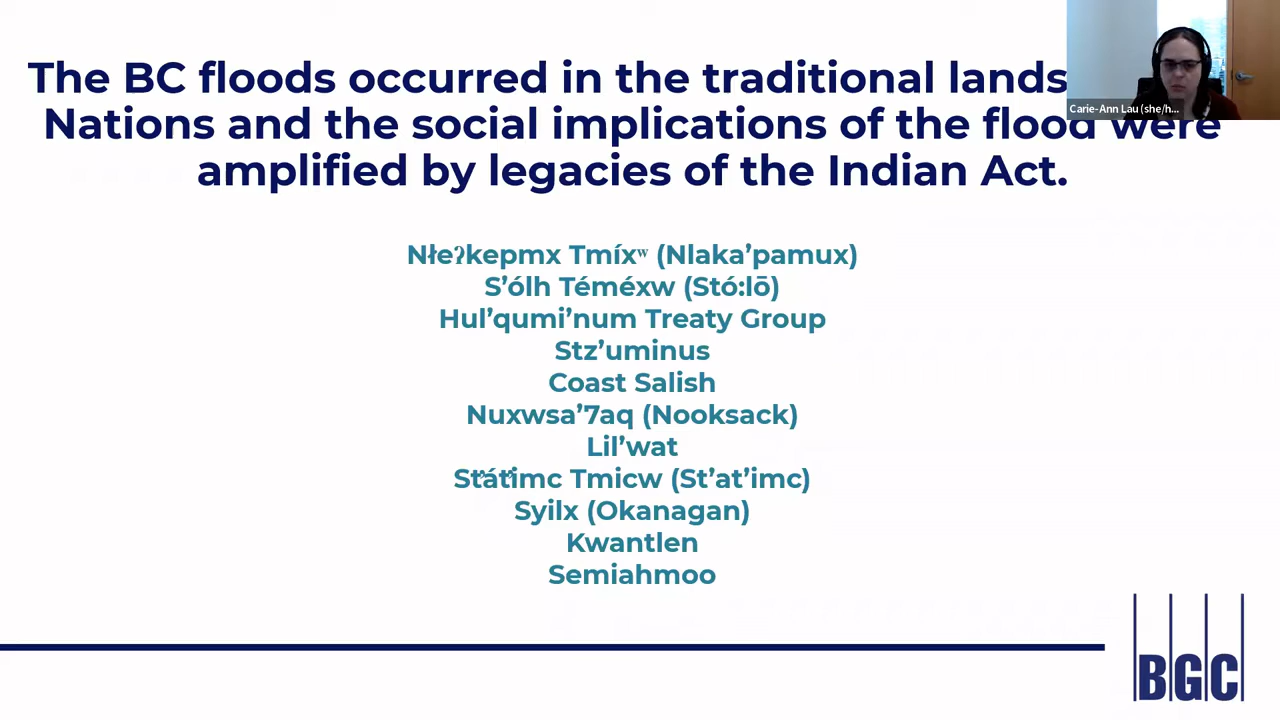 The BC floods occurred in the traditional lands
Nations and the social implications of the flood were
amplified by legacies of the Indian Act.
Carie-Ann Lau (she/h...
Nłeʔkepmx Tmíxʷ (Nlaka’pamux)
S’ólh Téméxw (Stó:lō)
Hul’qumi’num Treaty Group
Stz’uminus
Coast Salish
Nuxwsa’7aq (Nooksack)
Lil’wat
St̓át̓imc Tmicw (St’at’imc)
Syilx (Okanagan)
Kwantlen
Semiahmoo
BGC